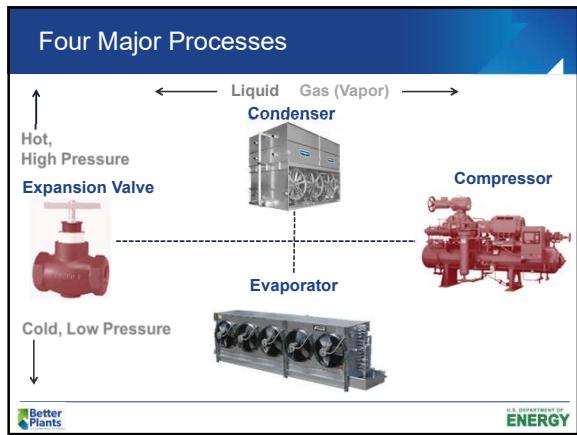 Four Major Processes
Liquid Gas (Vapor)
Condenser
Hot,
High Pressure
Expansion Valve
Compressor
Evaporator
Cold, Low Pressure
Better
Plants
U.S. DEPARTMENT OF
ENERGY